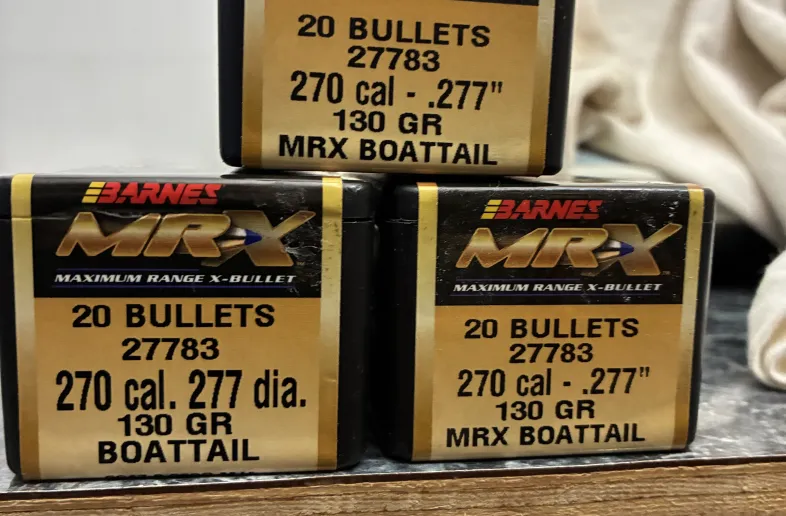 20 BULLETS
27783
270 cal - .277"
130 GR
MRX BOATTAIL
BARNES
MRX
MAXIMUM RANGE X-BULLET
20 BULLETS
27783
270 cal. 277 dia.
130 GR
BOATTAIL
BARNES
MRX
MAXIMUM RANGE X-BULLET
20 BULLETS
27783
270 cal - .277"
130 GR
MRX BOATTAIL